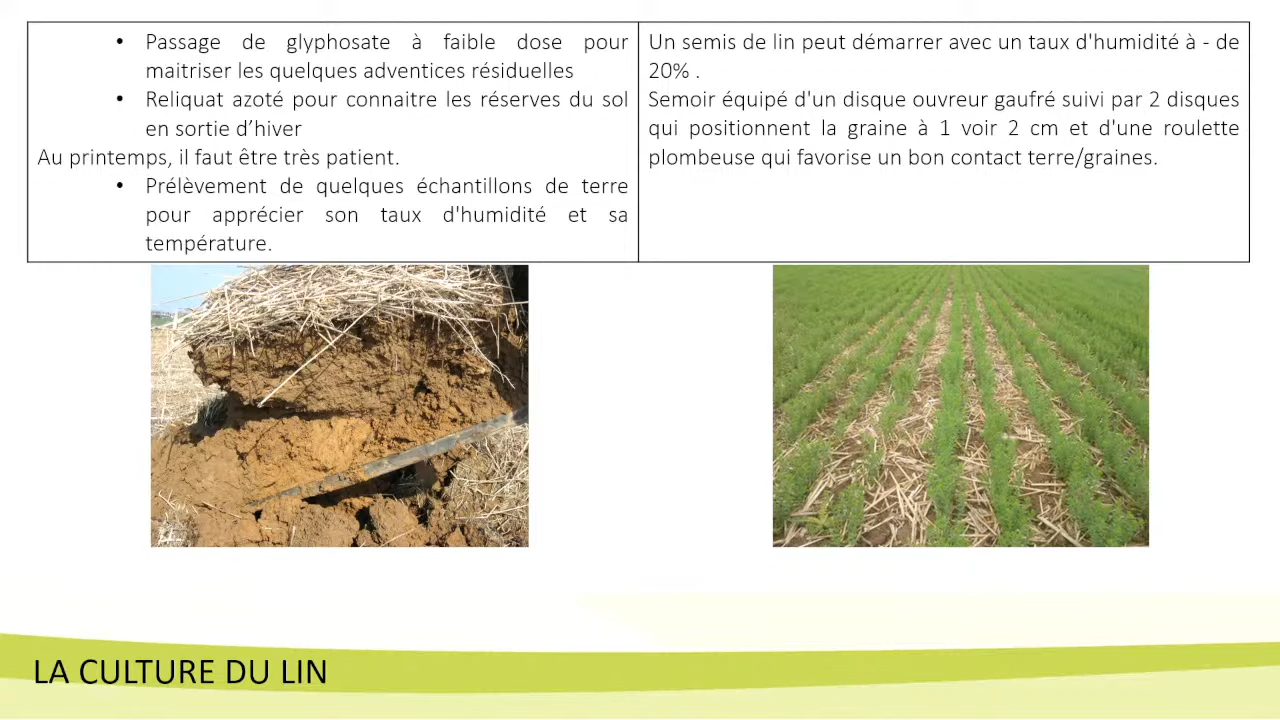 • Passage de glyphosate à faible dose pour
maitriser les quelques adventices résiduelles
• Reliquat azoté pour connaitre les réserves du sol
en sortie d’hiver
Au printemps, il faut être très patient.
• Prélèvement de quelques échantillons de terre
pour apprécier son taux d'humidité et sa
température.
Un semis de lin peut démarrer avec un taux d'humidité à - de
20% .
Semoir équipé d'un disque ouvreur gaufré suivi par 2 disques
qui positionnent la graine à 1 voir 2 cm et d'une roulette
plombeuse qui favorise un bon contact terre/graines.
LA CULTURE DU LIN